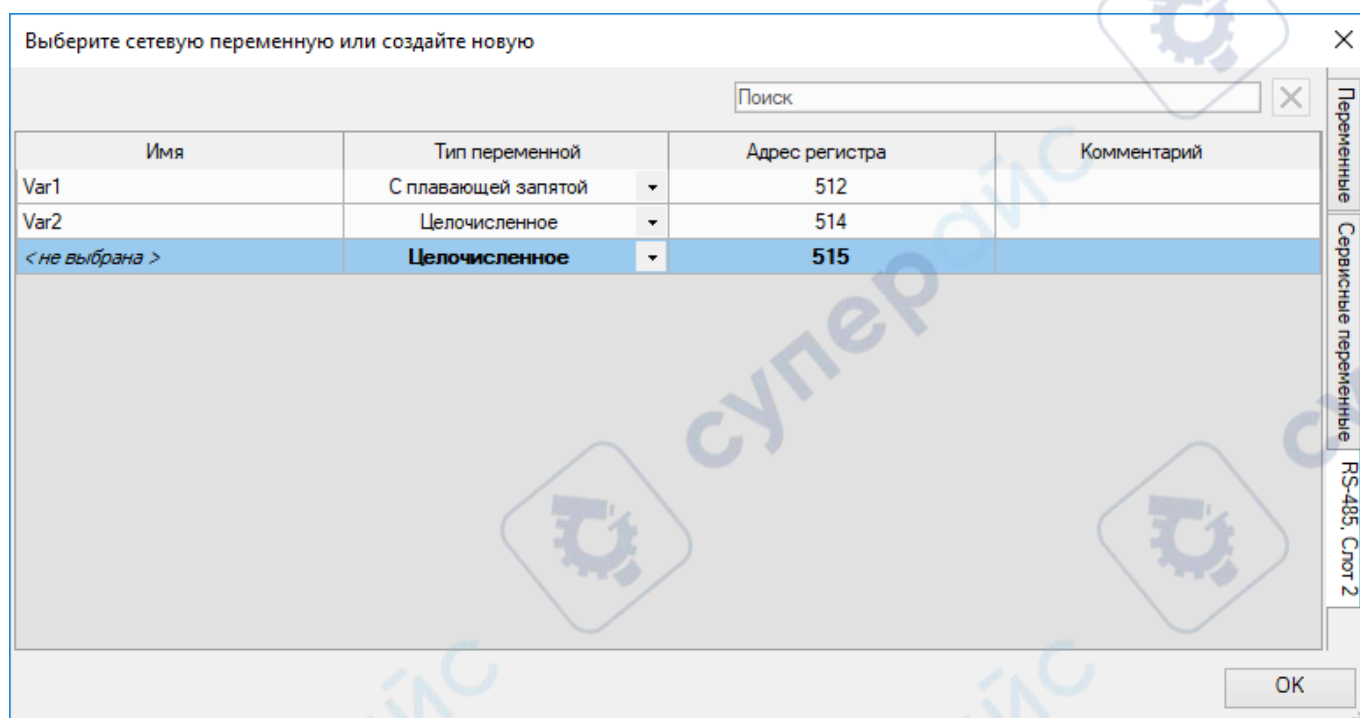 Выберите сетевую переменную или создайте новую
Поиск
Имя Тип переменной Адрес регистра Комментарий
Var1 С плавающей запятой 512
Var2 Целочисленное 514
< не выбрана > Целочисленное 515
Переменные
Сервисные переменные
RS-485, Слот 2
OK
суперайс